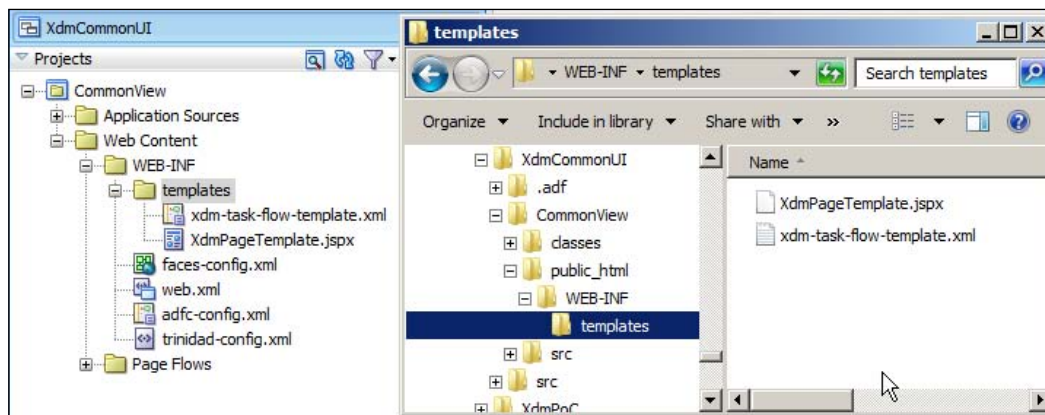 XdmCommonUI
Projects
CommonView
Application Sources
Web Content
WEB-INF
templates
xdm-task-flow-template.xml
XdmPageTemplate.jspx
faces-config.xml
web.xml
adfc-config.xml
trinidad-config.xml
Page Flows
templates
WEB-INF templates
Search templates
Organize Include in library Share with »
XdmCommonUI
.adf
CommonView
classes
public_html
WEB-INF
templates
src
src
XdmPoC
Name
XdmPageTemplate.jspx
xdm-task-flow-template.xml